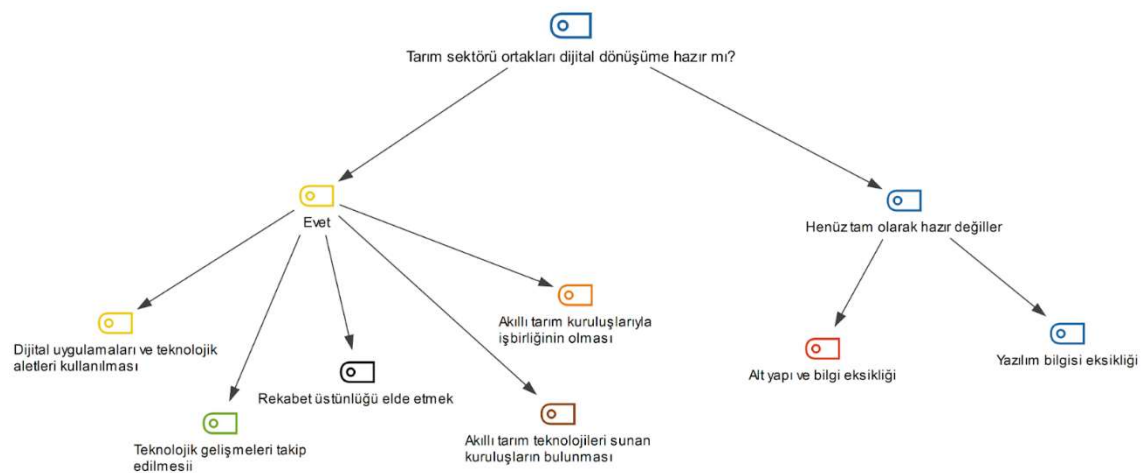 Tarım sektörü ortakları dijital dönüşüme hazır mı?
Evet
Henüz tam olarak hazır değiller
Dijital uygulamaları ve teknolojik
aletleri kullanılması
Teknolojik gelişmeleri takip
edilmesii
Rekabet üstünlüğü elde etmek
Akıllı tarım teknolojileri sunan
kuruluşların bulunması
Akıllı tarım kuruluşlarıyla
işbirliğinin olması
Alt yapı ve bilgi eksikliği
Yazılım bilgisi eksikliği